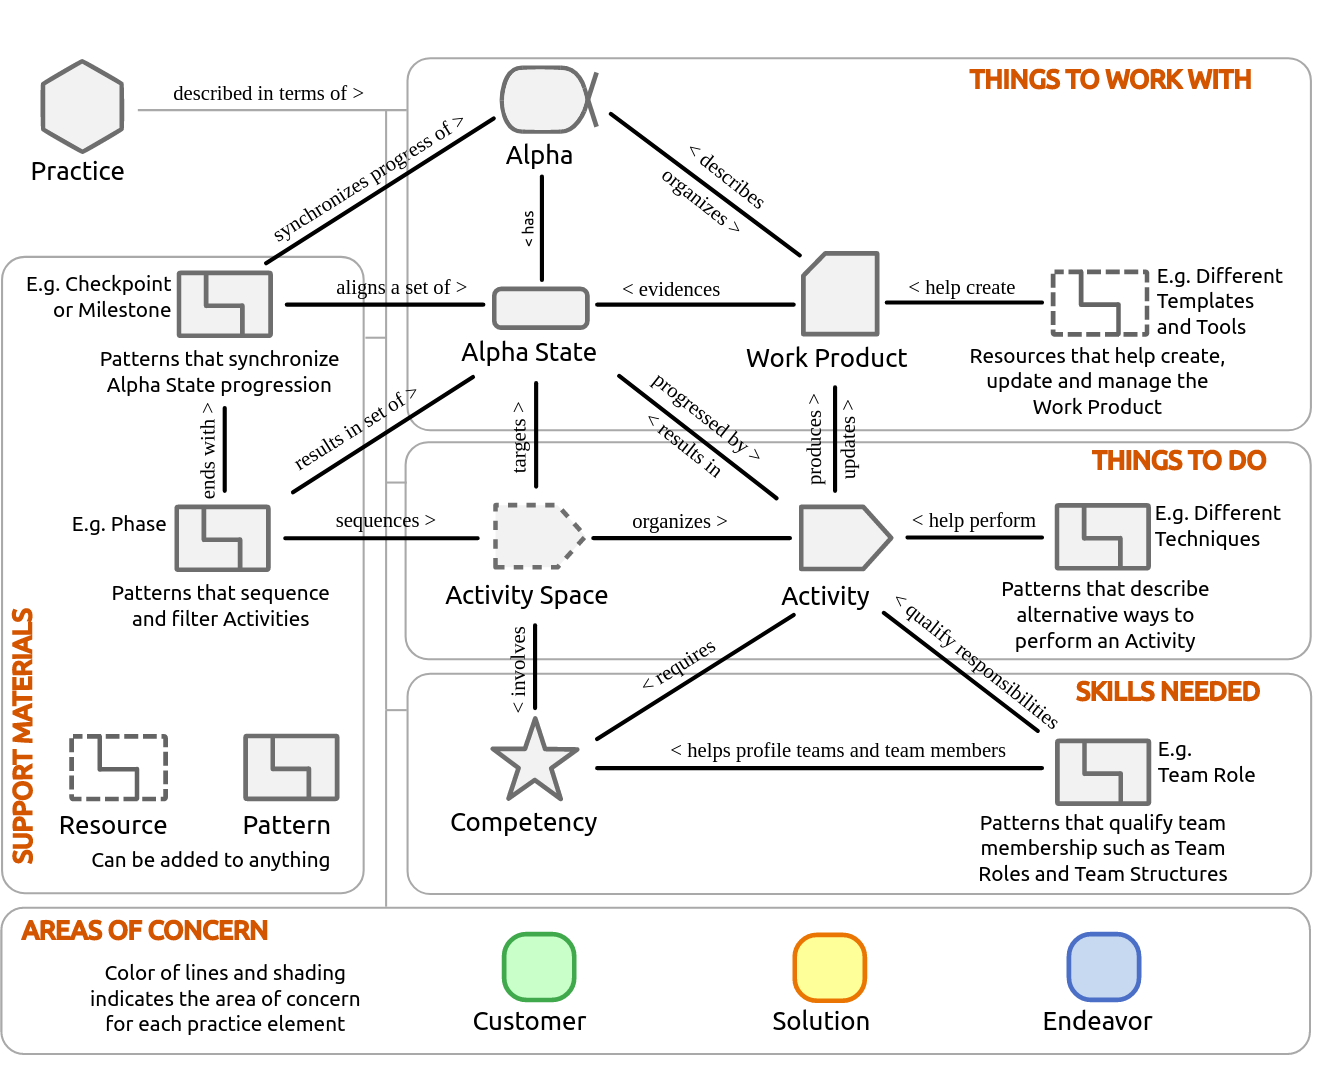 THINGS TO WORK WITH
described in terms of >
Practice
Alpha
synchronizes progress of >
< describes
organizes >
< has
E.g. Checkpoint
or Milestone
aligns a set of >
< evidences
< help create
E.g. Different
Templates
and Tools
Patterns that synchronize
Alpha State progression
Alpha State
Work Product
Resources that help create,
update and manage the
Work Product
ends with >
results in set of >
targets >
progressed by >
< results in
produces >
updates >
THINGS TO DO
E.g. Phase
sequences >
organizes >
< help perform
E.g. Different
Techniques
Patterns that sequence
and filter Activities
Activity Space
Activity
Patterns that describe
alternative ways to
perform an Activity
< involves
< requires
< qualify responsibilities
SKILLS NEEDED
< helps profile teams and team members
E.g.
Team Role
Competency
Patterns that qualify team
membership such as Team
Roles and Team Structures
SUPPORT MATERIALS
Resource
Pattern
Can be added to anything
AREAS OF CONCERN
Color of lines and shading
indicates the area of concern
for each practice element
Customer
Solution
Endeavor